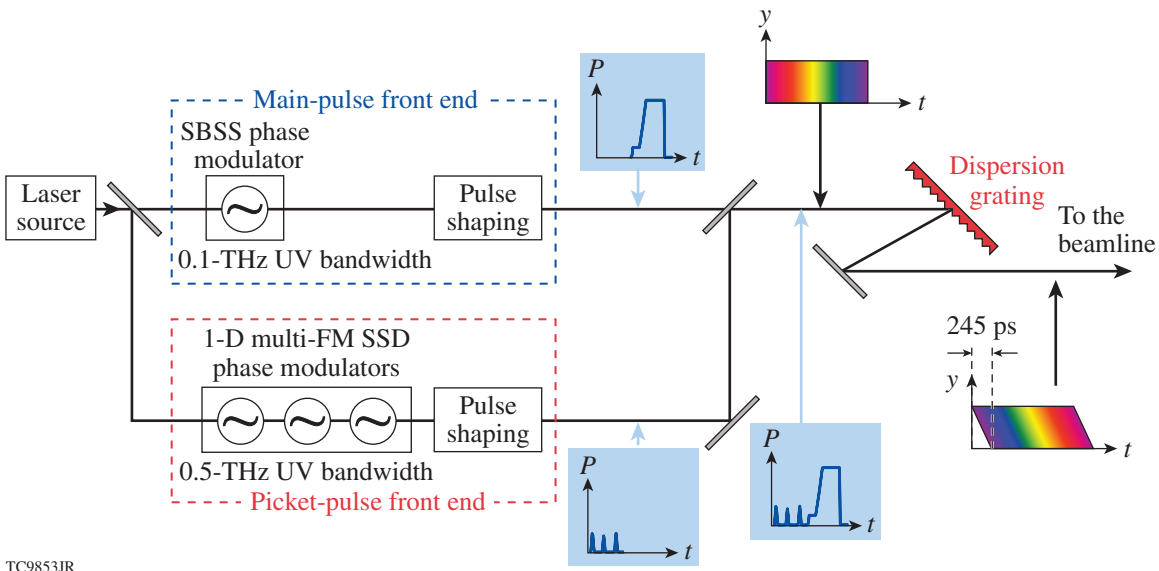 Main-pulse front end
SBSS phase
modulator
Laser
source
Pulse
shaping
0.1-THz UV bandwidth
1-D multi-FM SSD
phase modulators
Pulse
shaping
0.5-THz UV bandwidth
Picket-pulse front end
P
t
P
t
y
t
P
t
Dispersion
grating
To the
beamline
245 ps
y
t
TC9853JR